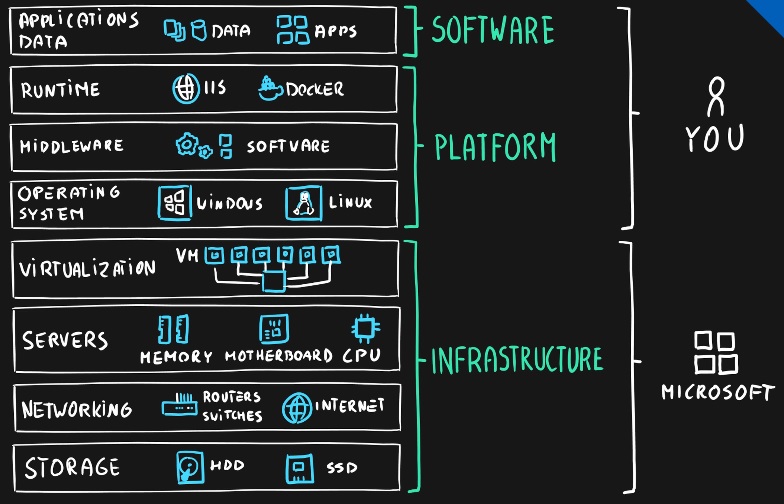 APPLICATIONS
DATA
DATA
APPS
SOFTWARE
RUNTIME
IIS
DOCKER
MIDDLEWARE
SOFTWARE
PLATFORM
YOU
OPERATING
SYSTEM
WINDOWS
LINUX
VIRTUALIZATION
VM
SERVERS
MEMORY
MOTHERBOARD
CPU
INFRASTRUCTURE
MICROSOFT
NETWORKING
ROUTERS
SWITCHES
INTERNET
STORAGE
HDD
SSD